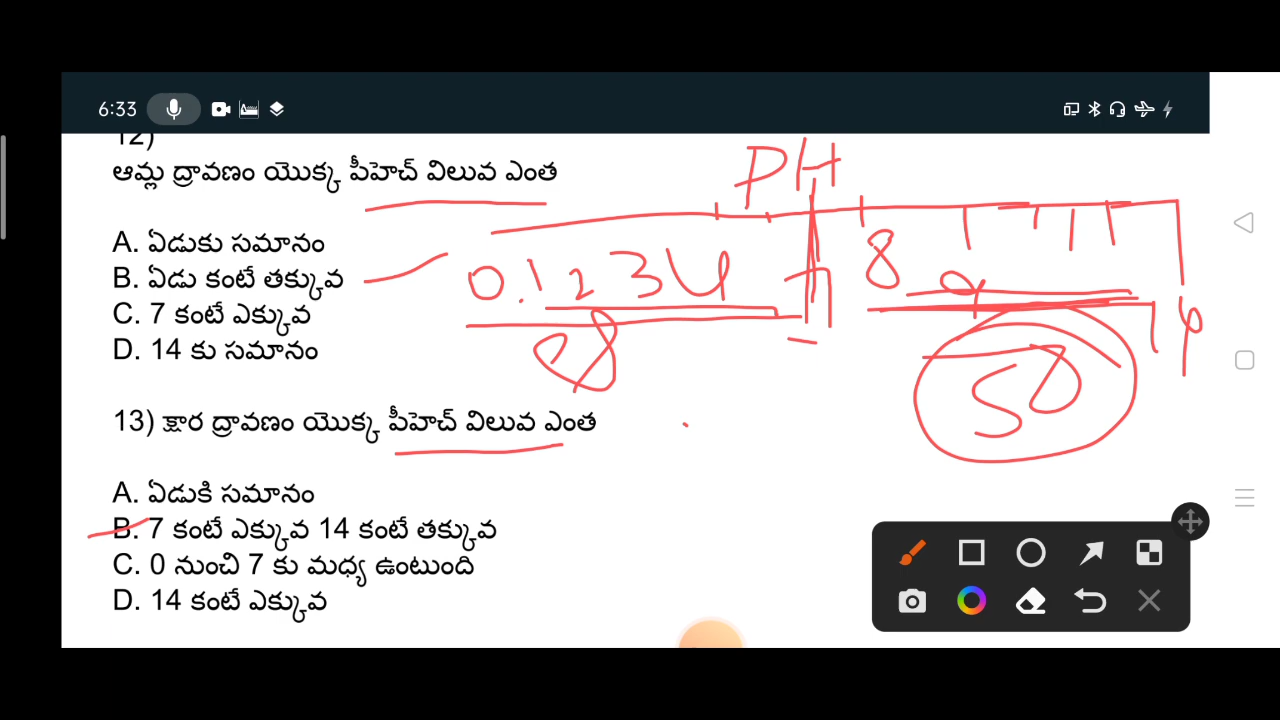 6:33
12)
ఆమ్ల ద్రావణం యొక్క పీహెచ్ విలువ ఎంత
PH
A. ఏడుకు సమానం
B. ఏడు కంటే తక్కువ
C. 7 కంటే ఎక్కువ
D. 14 కు సమానం
0.1 2 3 4 7 8 9 14
13) క్షార ద్రావణం యొక్క పీహెచ్ విలువ ఎంత
A. ఏడుకి సమానం
B. 7 కంటే ఎక్కువ 14 కంటే తక్కువ
C. 0 నుంచి 7 కు మధ్య ఉంటుంది
D. 14 కంటే ఎక్కువ